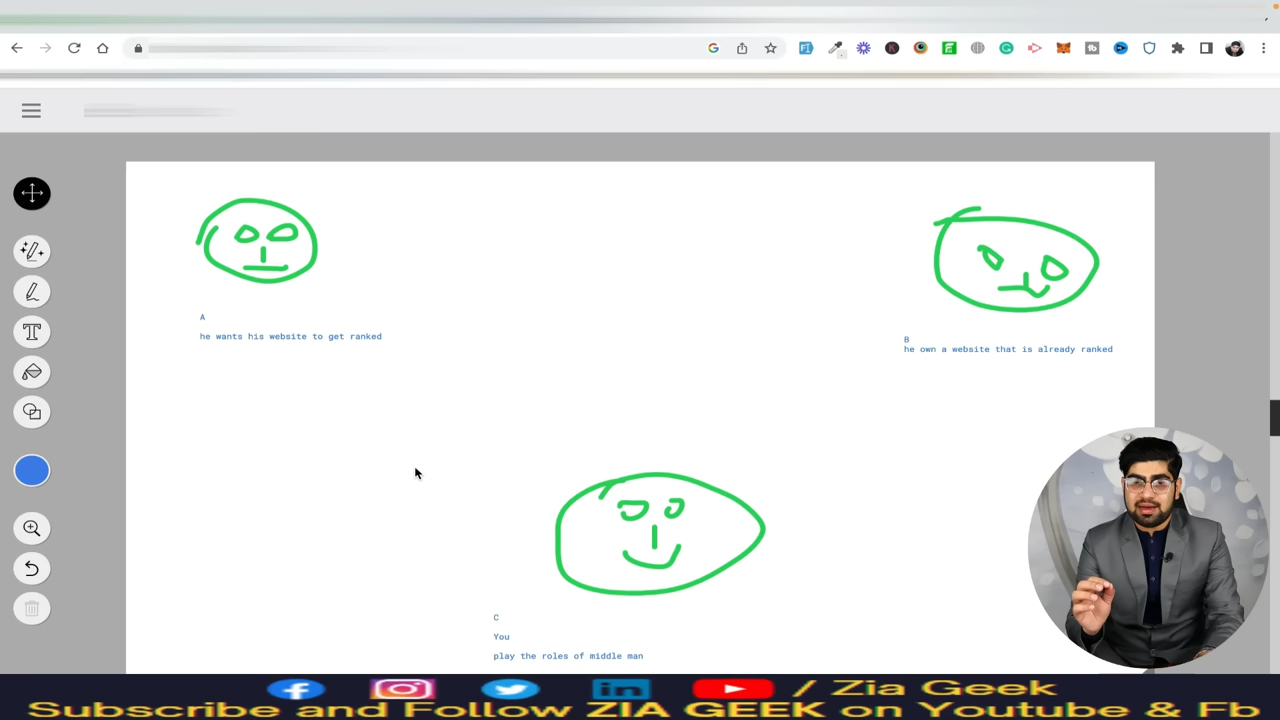 A
he wants his website to get ranked
B
he own a website that is already ranked
C
You
play the roles of middle man
/ Zia Geek
Subscribe and Follow ZIA GEEK on Youtube & Fb